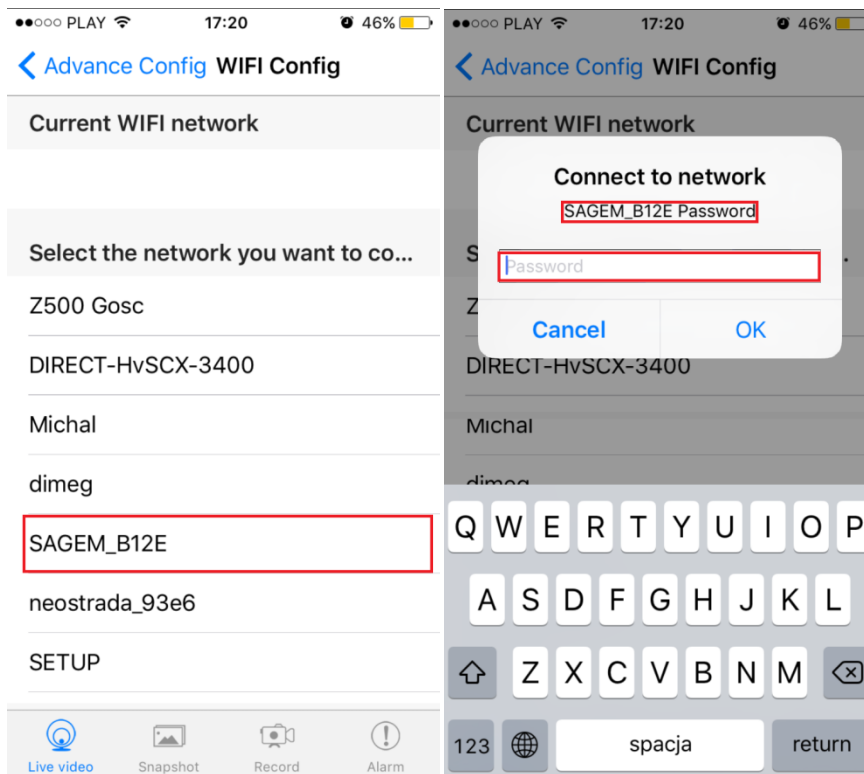 PLAY 17:20 46%
Advance Config WIFI Config
Current WIFI network
Select the network you want to co...
Z500 Gosc
DIRECT-HvSCX-3400
Michal
dimeg
SAGEM_B12E
neostrada_93e6
SETUP
Live video Snapshot Record Alarm
PLAY 17:20 46%
Advance Config WIFI Config
Current WIFI network
Connect to network
SAGEM_B12E Password
S .
Password
Z
Cancel OK
DIRECT-HvSCX-3400
Michal
dimeg
Q W E R T Y U I O P
A S D F G H J K L
Z X C V B N M
123 spacja return